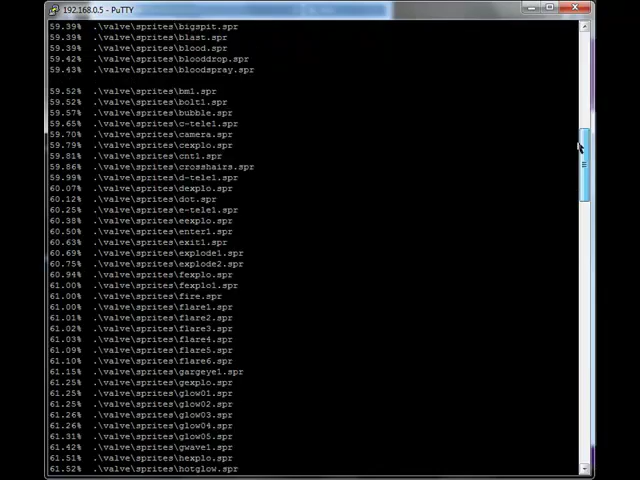 192.168.0.5 - PuTTY
59.39% .\valve\sprites\bigspit.spr
59.39% .\valve\sprites\blast.spr
59.39% .\valve\sprites\blood.spr
59.42% .\valve\sprites\blooddrop.spr
59.43% .\valve\sprites\bloodspray.spr
59.52% .\valve\sprites\bm1.spr
59.52% .\valve\sprites\bolt1.spr
59.57% .\valve\sprites\bubble.spr
59.65% .\valve\sprites\c-tele1.spr
59.70% .\valve\sprites\camera.spr
59.79% .\valve\sprites\cexplo.spr
59.81% .\valve\sprites\cnt1.spr
59.86% .\valve\sprites\crosshairs.spr
59.99% .\valve\sprites\d-tele1.spr
60.07% .\valve\sprites\dexplo.spr
60.12% .\valve\sprites\dot.spr
60.25% .\valve\sprites\e-tele1.spr
60.38% .\valve\sprites\eexplo.spr
60.50% .\valve\sprites\enter1.spr
60.63% .\valve\sprites\exit1.spr
60.69% .\valve\sprites\explode1.spr
60.75% .\valve\sprites\explode2.spr
60.94% .\valve\sprites\fexplo.spr
61.00% .\valve\sprites\fexplo1.spr
61.00% .\valve\sprites\fire.spr
61.00% .\valve\sprites\flare1.spr
61.01% .\valve\sprites\flare2.spr
61.02% .\valve\sprites\flare3.spr
61.03% .\valve\sprites\flare4.spr
61.09% .\valve\sprites\flare5.spr
61.10% .\valve\sprites\flare6.spr
61.15% .\valve\sprites\gargeye1.spr
61.25% .\valve\sprites\gexplo.spr
61.25% .\valve\sprites\glow01.spr
61.25% .\valve\sprites\glow02.spr
61.26% .\valve\sprites\glow03.spr
61.26% .\valve\sprites\glow04.spr
61.31% .\valve\sprites\glow05.spr
61.42% .\valve\sprites\gwave1.spr
61.51% .\valve\sprites\hexplo.spr
61.52% .\valve\sprites\hotglow.spr